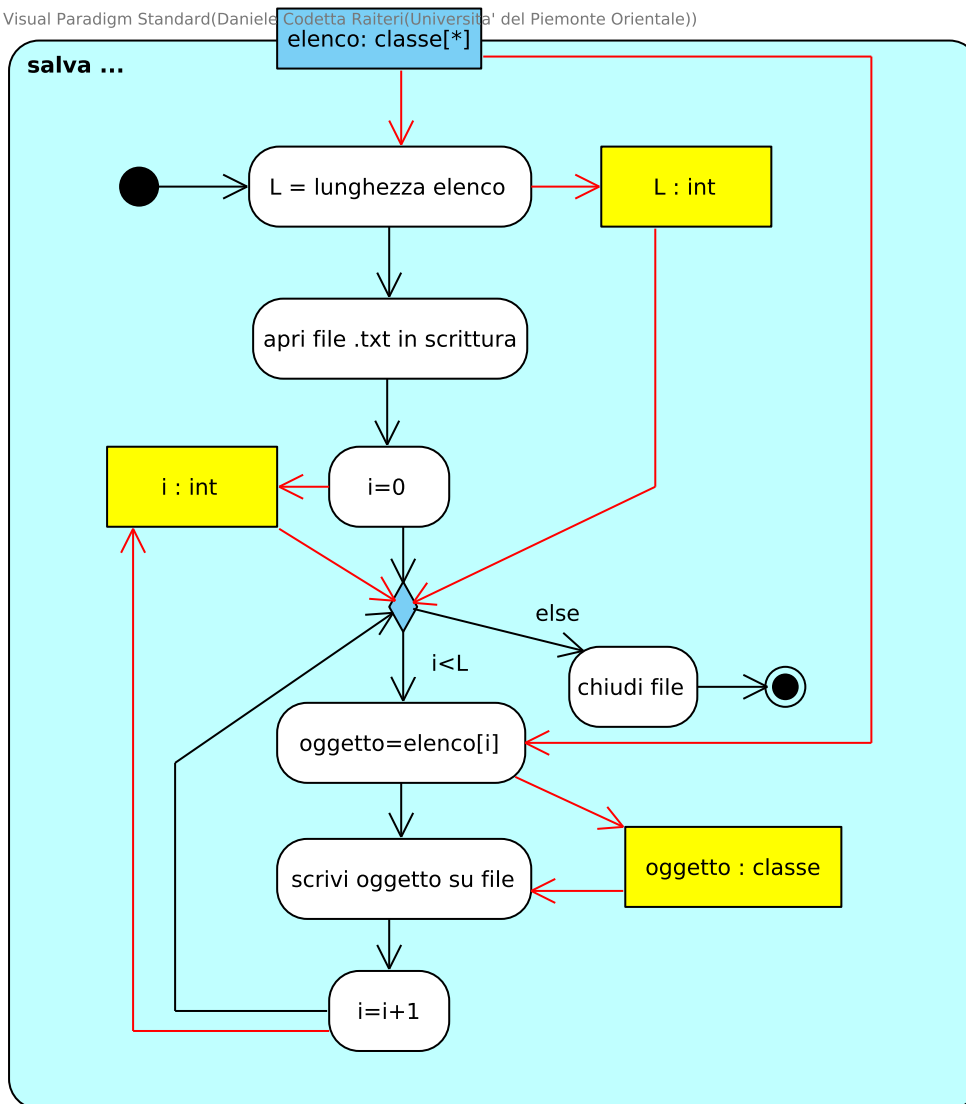 Visual Paradigm Standard(Daniele Codetta Raiteri(Universita' del Piemonte Orientale))
elenco: classe[*]
salva ...
L = lunghezza elenco
L : int
apri file .txt in scrittura
i : int
i=0
else
i<L
chiudi file
oggetto=elenco[i]
oggetto : classe
scrivi oggetto su file
i=i+1